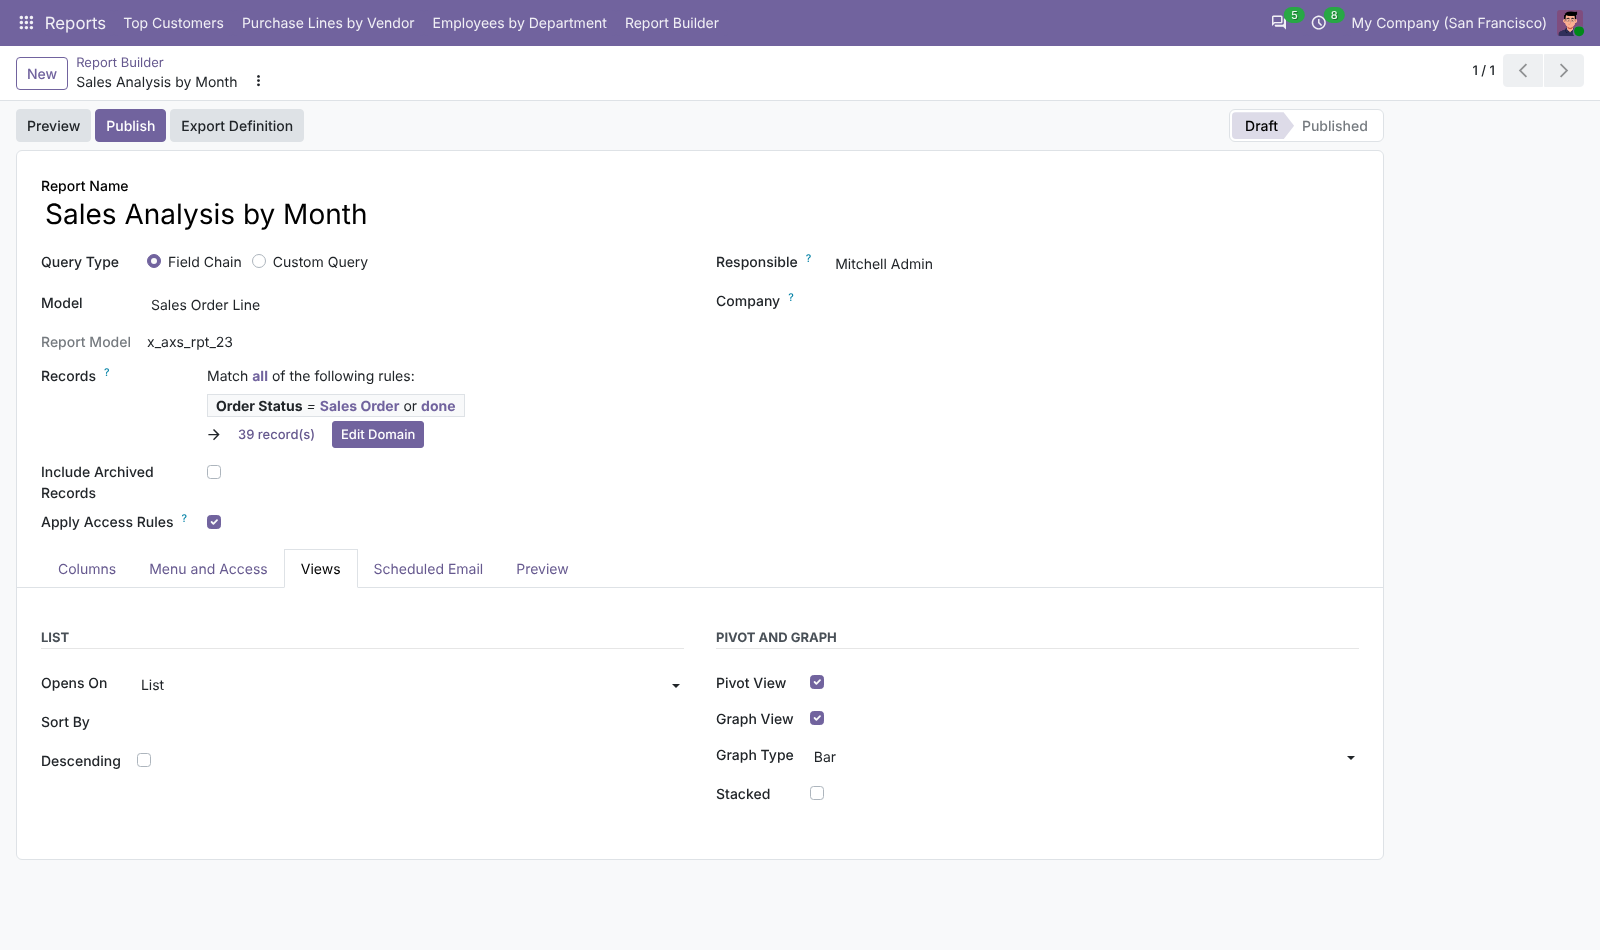 Reports Top Customers Purchase Lines by Vendor Employees by Department Report Builder 5 8 My Company (San Francisco)
New Report Builder
Sales Analysis by Month 1 / 1
Preview Publish Export Definition Draft Published
Report Name
Sales Analysis by Month
Query Type Field Chain Custom Query Responsible ? Mitchell Admin
Model Sales Order Line Company ?
Report Model x_axs_rpt_23
Records ? Match all of the following rules:
Order Status = Sales Order or done
39 record(s) Edit Domain
Include Archived
Records
Apply Access Rules ?
Columns Menu and Access Views Scheduled Email Preview
LIST PIVOT AND GRAPH
Opens On List Pivot View
Sort By Graph View
Descending Graph Type Bar
Stacked